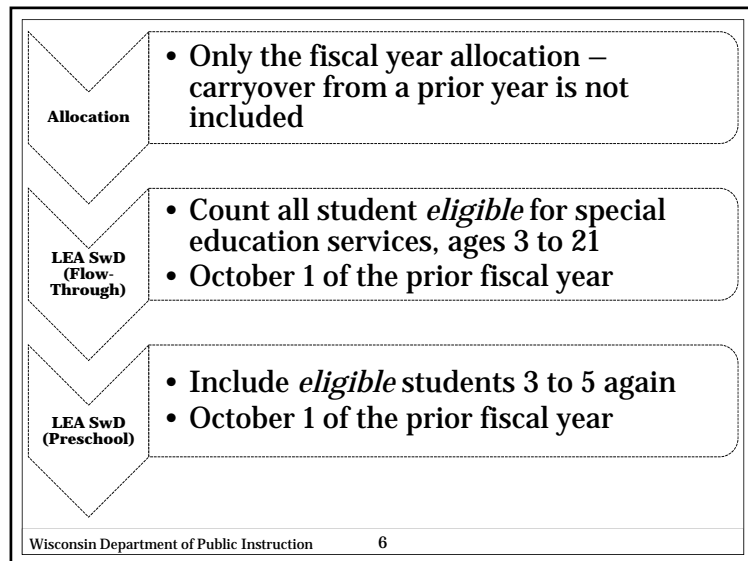 Allocation
• Only the fiscal year allocation –
carryover from a prior year is not
included
LEA SwD
(Flow-
Through)
• Count all student eligible for special
education services, ages 3 to 21
• October 1 of the prior fiscal year
LEA SwD
(Preschool)
• Include eligible students 3 to 5 again
• October 1 of the prior fiscal year
Wisconsin Department of Public Instruction 6